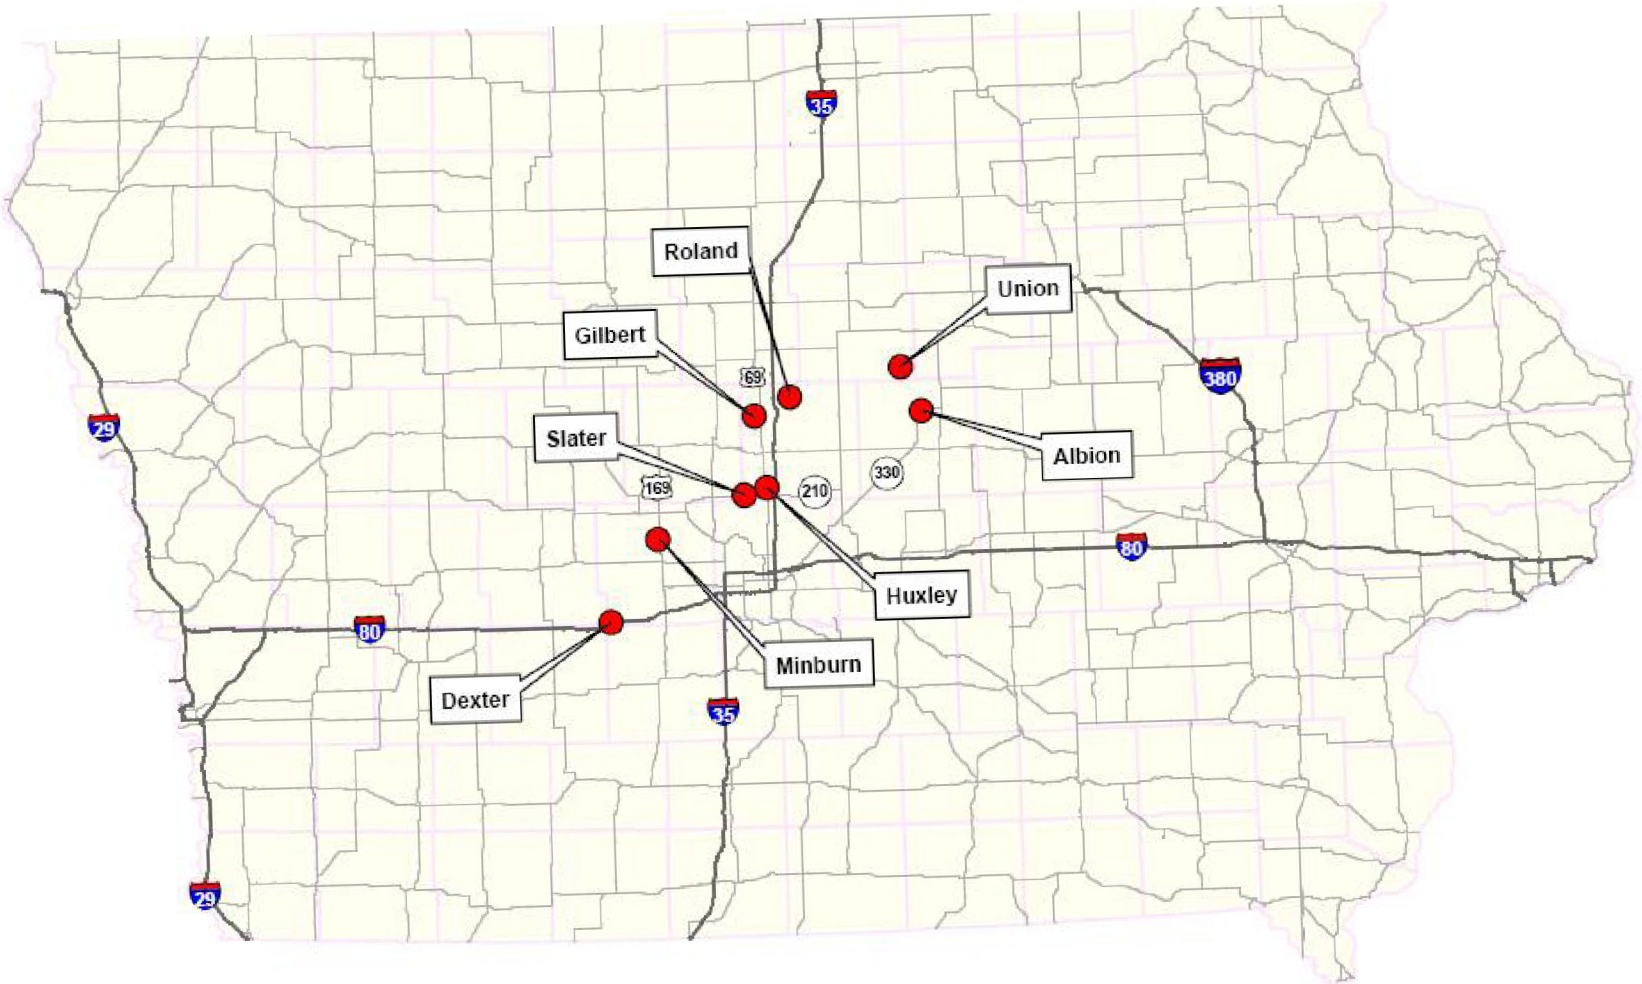 35
Roland
Union
Gilbert
69
380
29
Slater
Albion
330
169
210
80
Huxley
80
Minburn
Dexter
35
29